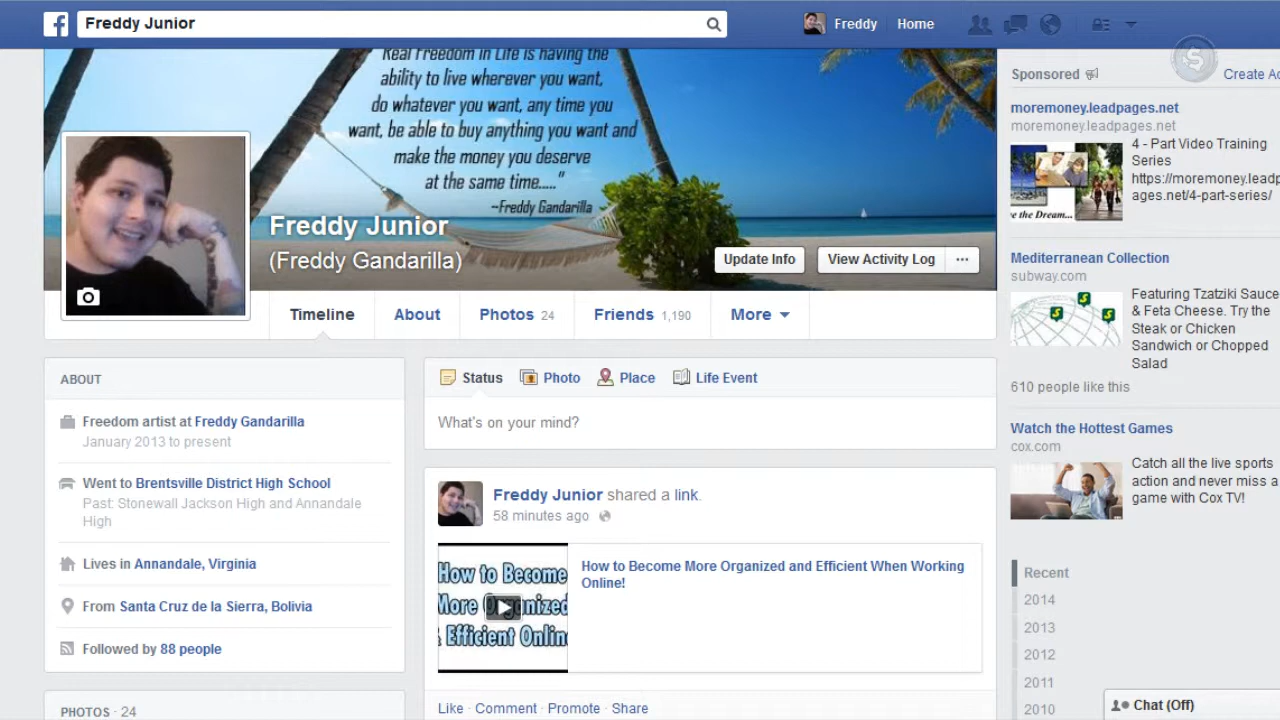 Freddy Junior
Freddy
Home
Real Freedom in Life is having the
ability to live wherever you want,
do whatever you want, any time you
want, be able to buy anything you want and
make the money you deserve
at the same time....."
~Freddy Gandarilla
Freddy Junior
(Freddy Gandarilla)
Update Info
View Activity Log
Timeline
About
Photos 24
Friends 1,190
More
ABOUT
Freedom artist at Freddy Gandarilla
January 2013 to present
Went to Brentsville District High School
Past: Stonewall Jackson High and Annandale
High
Lives in Annandale, Virginia
From Santa Cruz de la Sierra, Bolivia
Followed by 88 people
PHOTOS · 24
Status
Photo
Place
Life Event
What's on your mind?
Freddy Junior shared a link.
58 minutes ago
How to Become
More Organized
& Efficient Online
How to Become More Organized and Efficient When Working
Online!
Like · Comment · Promote · Share
Sponsored
Create Ad
moremoney.leadpages.net
moremoney.leadpages.net
e the Dream...
4 - Part Video Training
Series
https://moremoney.leadp
ages.net/4-part-series/
Mediterranean Collection
subway.com
Featuring Tzatziki Sauce
& Feta Cheese. Try the
Steak or Chicken
Sandwich or Chopped
Salad
610 people like this
Watch the Hottest Games
cox.com
Catch all the live sports
action and never miss a
game with Cox TV!
Recent
2014
2013
2012
2011
2010
Chat (Off)